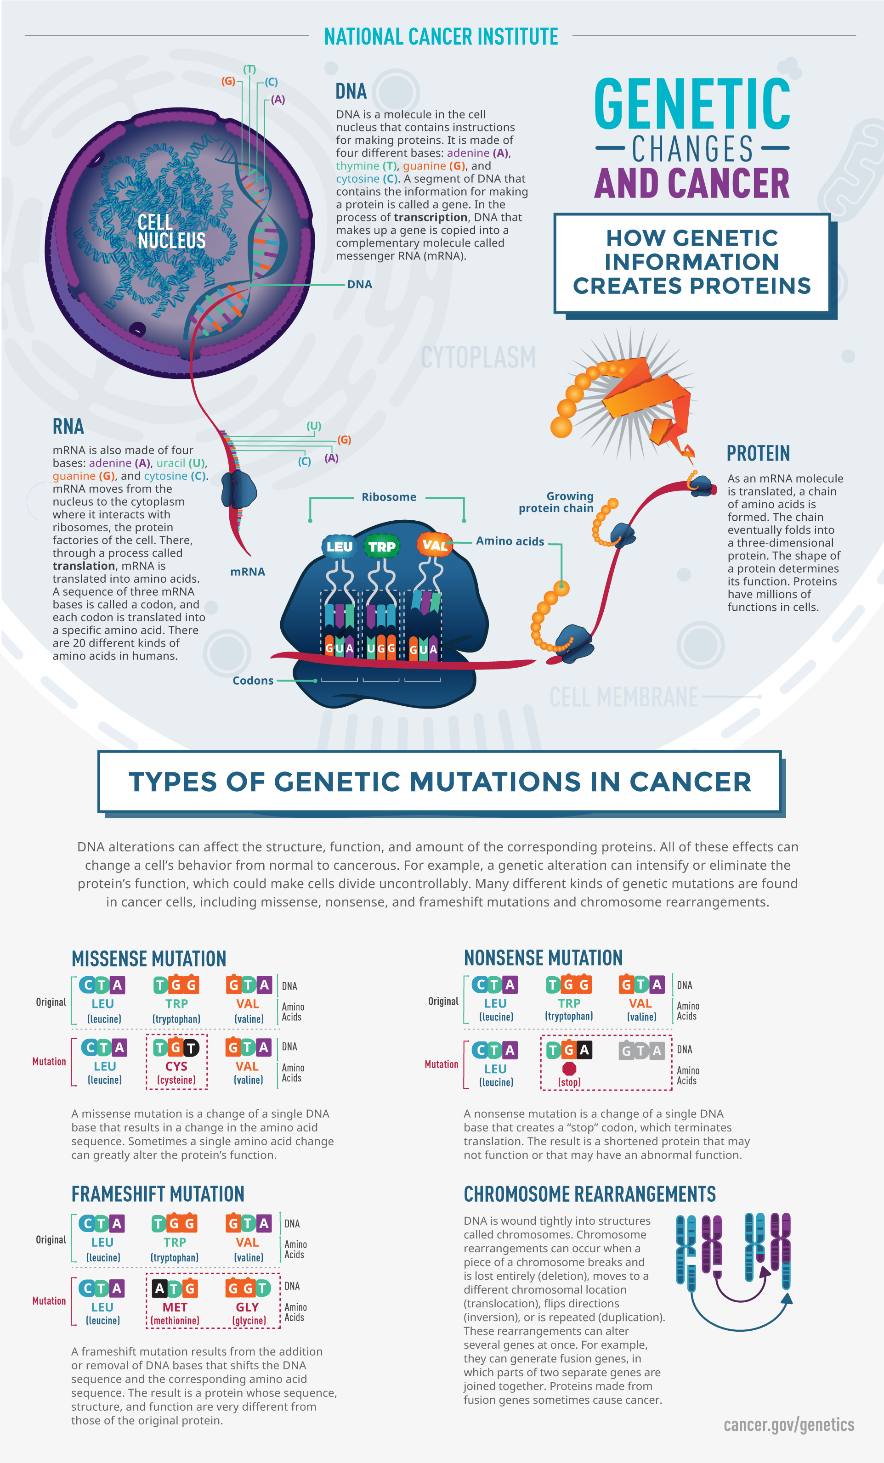 NATIONAL CANCER INSTITUTE
GENETIC
CHANGES
AND CANCER
HOW GENETIC
INFORMATION
CREATES PROTEINS
(T)
(G)
(C)
(A)
DNA
DNA is a molecule in the cell
nucleus that contains instructions
for making proteins. It is made of
four different bases: adenine (A),
thymine (T), guanine (G), and
cytosine (C). A segment of DNA that
contains the information for making
a protein is called a gene. In the
process of transcription, DNA that
makes up a gene is copied into a
complementary molecule called
messenger RNA (mRNA).
CELL
NUCLEUS
DNA
CYTOPLASM
RNA
mRNA is also made of four
bases: adenine (A), uracil (U),
guanine (G), and cytosine (C).
mRNA moves from the
nucleus to the cytoplasm
where it interacts with
ribosomes, the protein
factories of the cell. There,
through a process called
translation, mRNA is
translated into amino acids.
A sequence of three mRNA
bases is called a codon, and
each codon is translated into
a specific amino acid. There
are 20 different kinds of
amino acids in humans.
(U)
(G)
(C)
(A)
mRNA
Ribosome
LEU
TRP
VAL
Amino acids
Growing
protein chain
GUA
UGG
GUA
Codons
PROTEIN
As an mRNA molecule
is translated, a chain
of amino acids is
formed. The chain
eventually folds into
a three-dimensional
protein. The shape of
a protein determines
its function. Proteins
have millions of
functions in cells.
CELL MEMBRANE
TYPES OF GENETIC MUTATIONS IN CANCER
DNA alterations can affect the structure, function, and amount of the corresponding proteins. All of these effects can
change a cell's behavior from normal to cancerous. For example, a genetic alteration can intensify or eliminate the
protein's function, which could make cells divide uncontrollably. Many different kinds of genetic mutations are found
in cancer cells, including missense, nonsense, and frameshift mutations and chromosome rearrangements.
MISSENSE MUTATION
Original
CTA TGG GTA DNA
LEU TRP VAL Amino
(leucine) (tryptophan) (valine) Acids
Mutation
CTA TGT GTA DNA
LEU CYS VAL Amino
(leucine) (cysteine) (valine) Acids
A missense mutation is a change of a single DNA
base that results in a change in the amino acid
sequence. Sometimes a single amino acid change
can greatly alter the protein's function.
NONSENSE MUTATION
Original
CTA TGG GTA DNA
LEU TRP VAL Amino
(leucine) (tryptophan) (valine) Acids
Mutation
CTA TGA GTA DNA
LEU Amino
(leucine) (stop) Acids
A nonsense mutation is a change of a single DNA
base that creates a "stop" codon, which terminates
translation. The result is a shortened protein that may
not function or that may have an abnormal function.
FRAMESHIFT MUTATION
Original
CTA TGG GTA DNA
LEU TRP VAL Amino
(leucine) (tryptophan) (valine) Acids
Mutation
CTA ATG GGT DNA
LEU MET GLY Amino
(leucine) (methionine) (glycine) Acids
A frameshift mutation results from the addition
or removal of DNA bases that shifts the DNA
sequence and the corresponding amino acid
sequence. The result is a protein whose sequence,
structure, and function are very different from
those of the original protein.
CHROMOSOME REARRANGEMENTS
DNA is wound tightly into structures
called chromosomes. Chromosome
rearrangements can occur when a
piece of a chromosome breaks and
is lost entirely (deletion), moves to a
different chromosomal location
(translocation), flips directions
(inversion), or is repeated (duplication).
These rearrangements can alter
several genes at once. For example,
they can generate fusion genes, in
which parts of two separate genes are
joined together. Proteins made from
fusion genes sometimes cause cancer.
cancer.gov/genetics